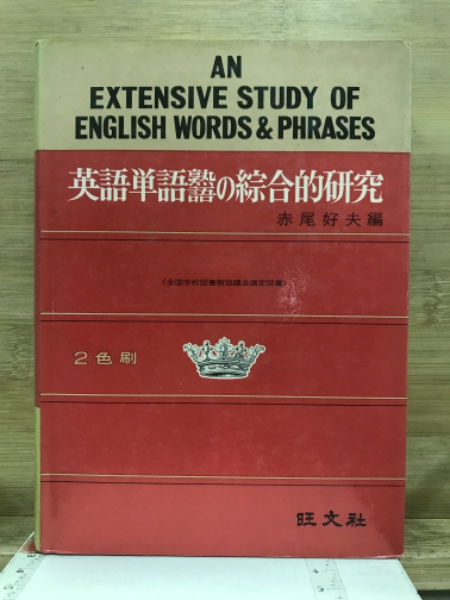 AN
EXTENSIVE STUDY OF
ENGLISH WORDS & PHRASES
英語単語熟語の綜合的研究
赤尾好夫編
〈全国学校図書館協議会選定図書〉
2色刷
旺文社